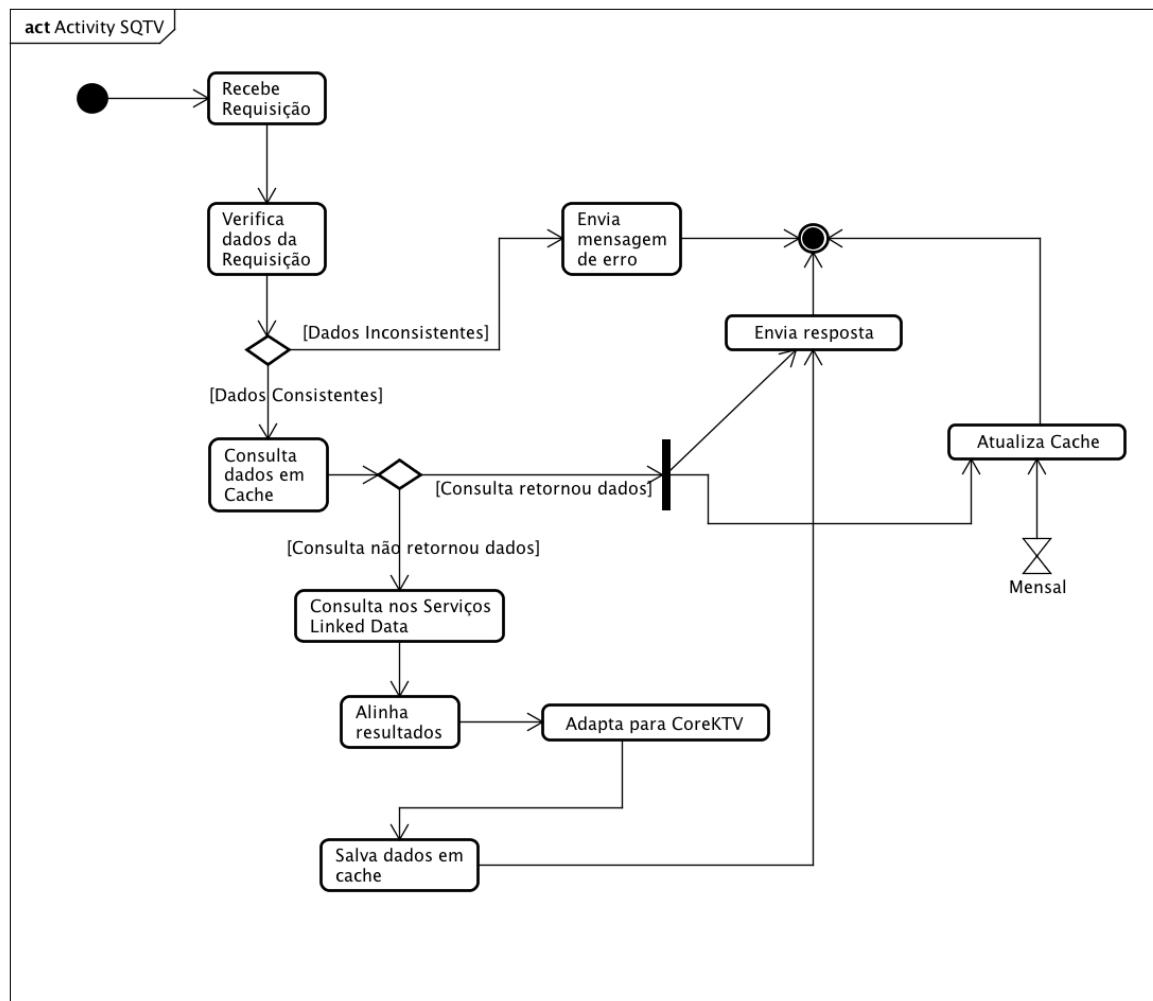 act Activity SQTV
Recebe
Requisição
Verifica
dados da
Requisição
Envia
mensagem
de erro
[Dados Inconsistentes]
Envia resposta
[Dados Consistentes]
Consulta
dados em
Cache
[Consulta retornou dados]
Atualiza Cache
[Consulta não retornou dados]
Mensal
Consulta nos Serviços
Linked Data
Alinha
resultados
Adapta para CoreKTV
Salva dados em
cache